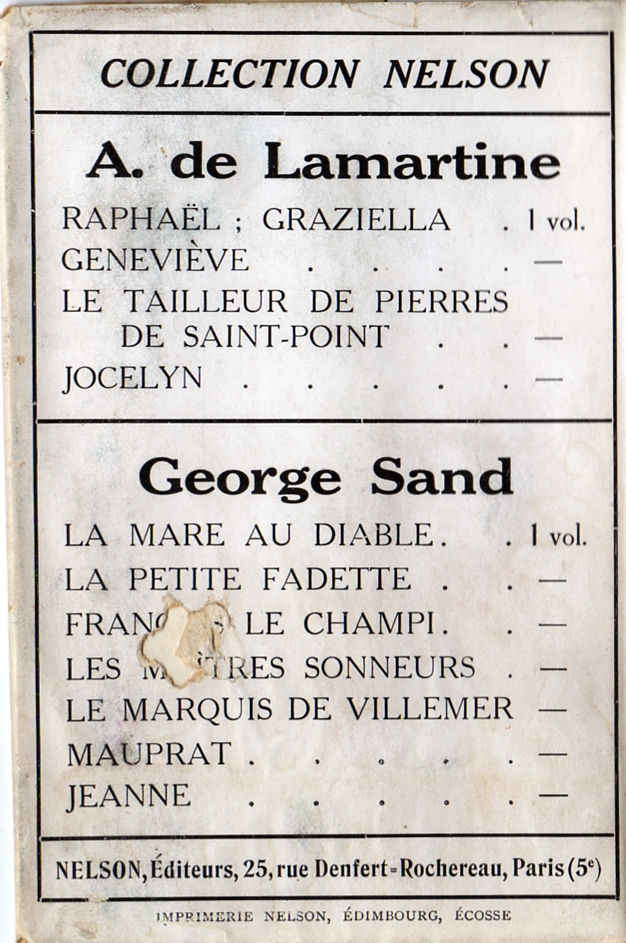 COLLECTION NELSON
A. de Lamartine
RAPHAËL ; GRAZIELLA . 1 vol.
GENEVIÈVE . . . . —
LE TAILLEUR DE PIERRES
DE SAINT-POINT . . —
JOCELYN . . . . . —
George Sand
LA MARE AU DIABLE. . 1 vol.
LA PETITE FADETTE . . —
LE CHAMPI. . —
LES SONNEURS . —
LE MARQUIS DE VILLEMER —
MAUPRAT . . . . . —
JEANNE . . . . . —
NELSON, Éditeurs, 25, rue Denfert-Rochereau, Paris (5e)
IMPRIMERIE NELSON, ÉDIMBOURG, ÉCOSSE